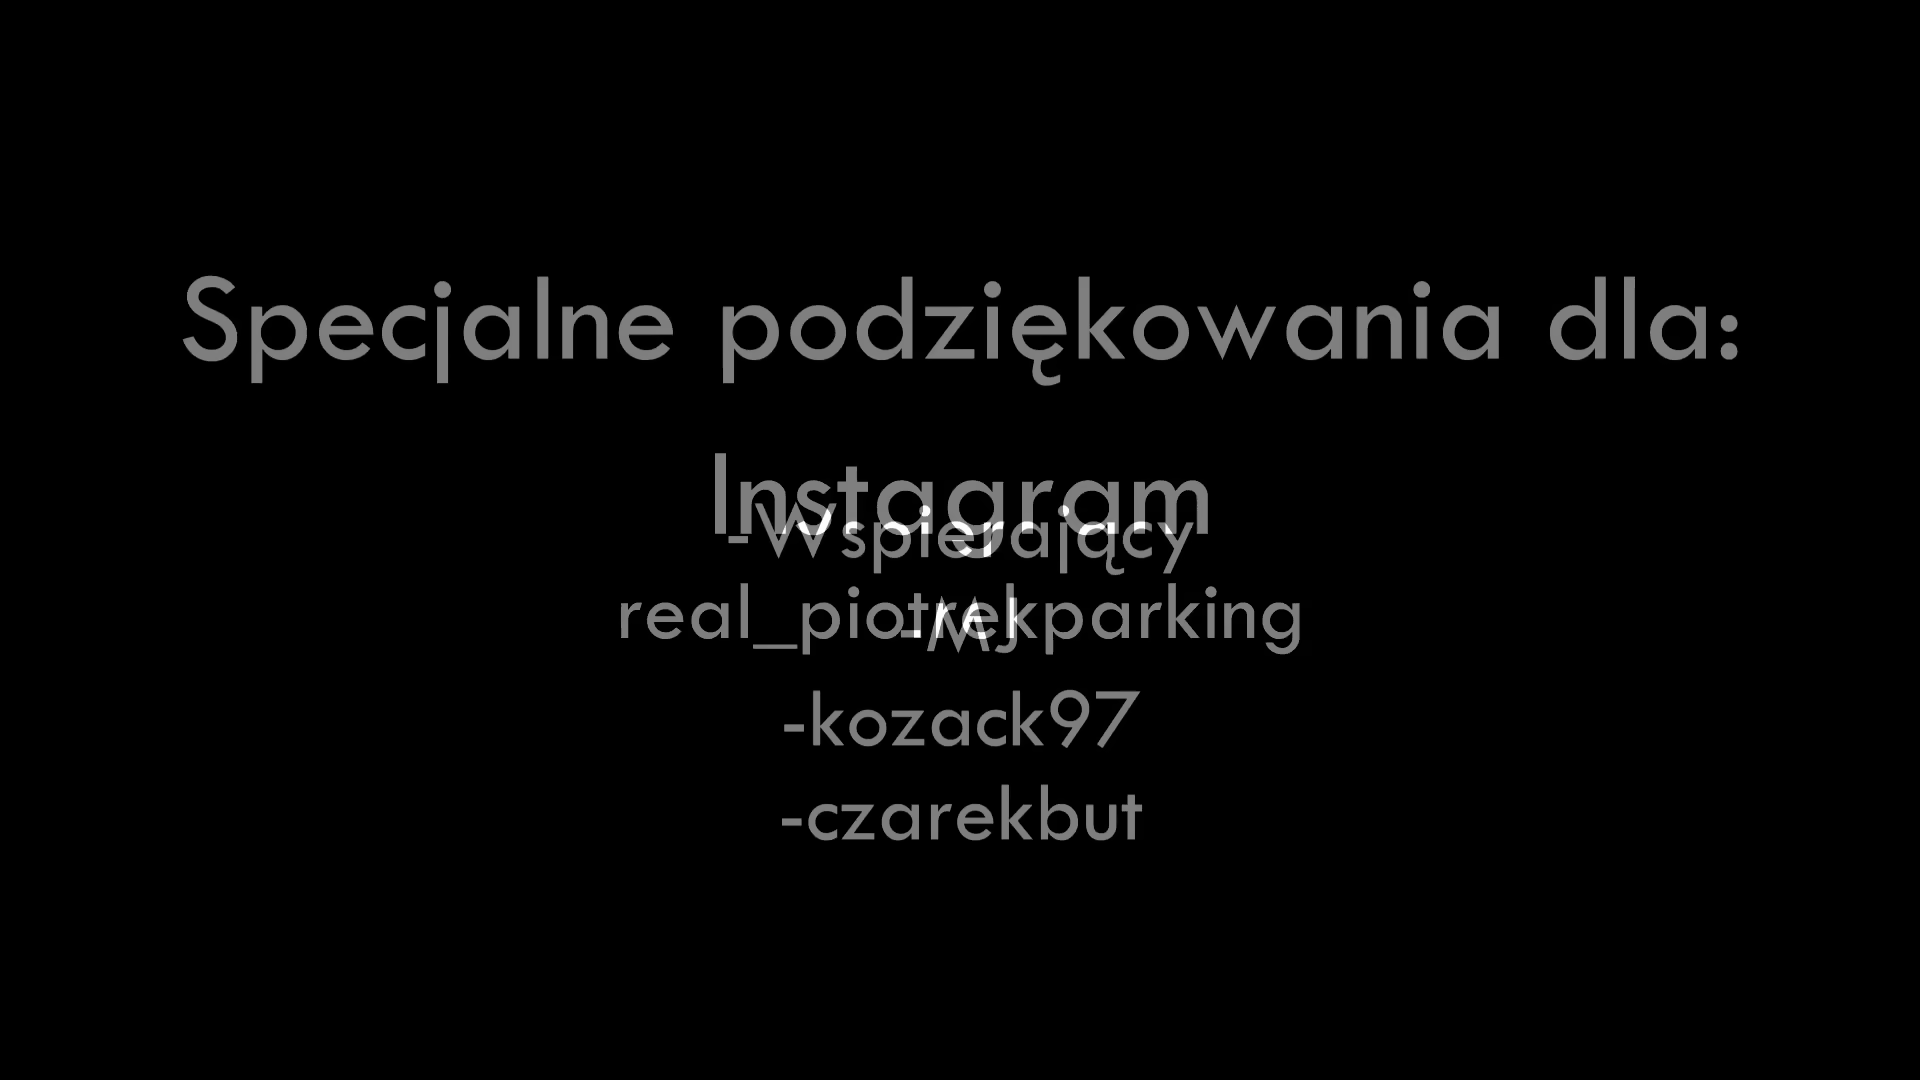 Specjalne podziękowania dla:
Instagram
-Wspierający
real_piotrekparking
-MJ
-kozack97
-czarekbut